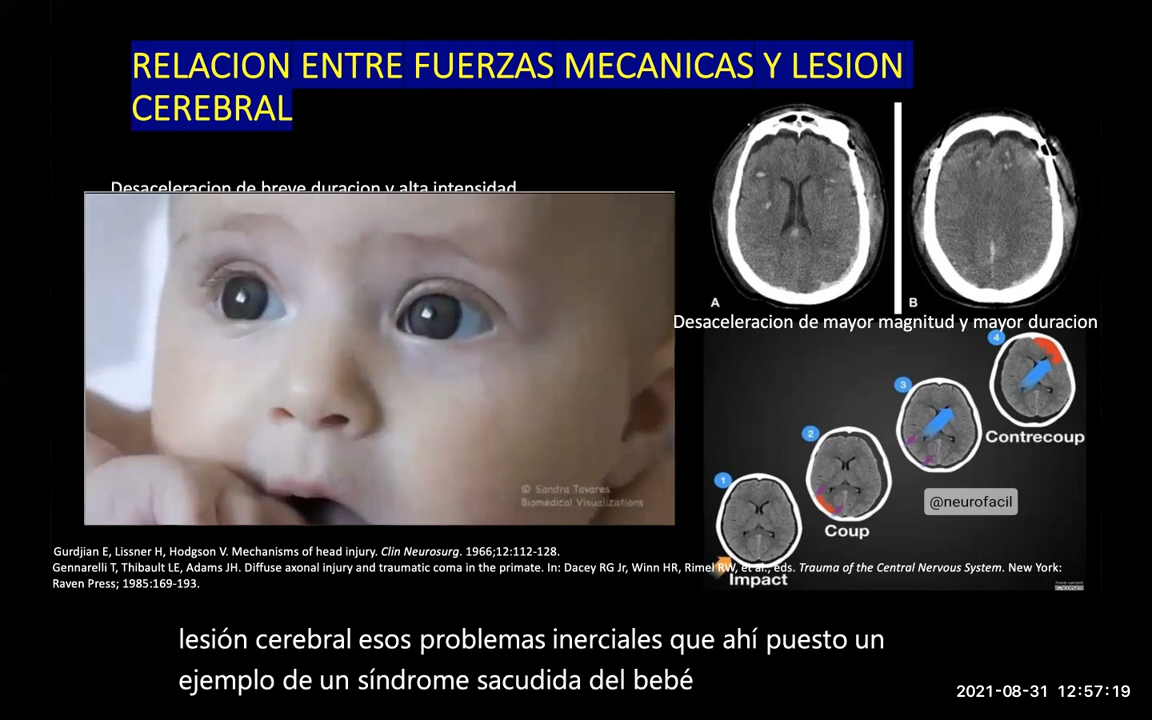 RELACION ENTRE FUERZAS MECANICAS Y LESION
CEREBRAL
Desaceleracion de breve duracion y alta intensidad
A
B
Desaceleracion de mayor magnitud y mayor duracion
4
3
Contrecoup
2
1
@neurofacil
Coup
© Sandra Tavares
Biomedical Visualizations
Impact
Gurdjian E, Lissner H, Hodgson V. Mechanisms of head injury. Clin Neurosurg. 1966;12:112-128.
Gennarelli T, Thibault LE, Adams JH. Diffuse axonal injury and traumatic coma in the primate. In: Dacey RG Jr, Winn HR, Rimel RW, et al., eds. Trauma of the Central Nervous System. New York:
Raven Press; 1985:169-193.
lesión cerebral esos problemas inerciales que ahí puesto un
ejemplo de un síndrome sacudida del bebé
2021-08-31 12:57:19